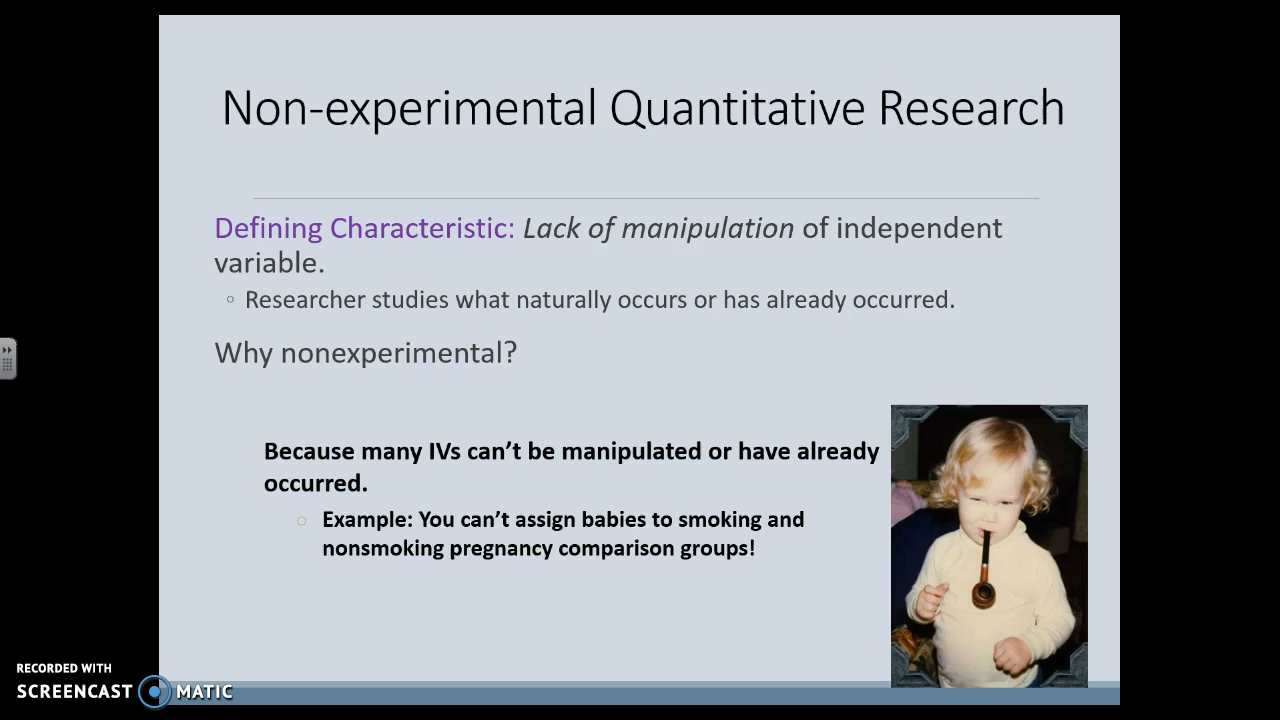 Non-experimental Quantitative Research
Defining Characteristic: Lack of manipulation of independent
variable.
◦ Researcher studies what naturally occurs or has already occurred.
Why nonexperimental?
Because many IVs can’t be manipulated or have already
occurred.
○ Example: You can’t assign babies to smoking and
nonsmoking pregnancy comparison groups!
RECORDED WITH
SCREENCAST MATIC